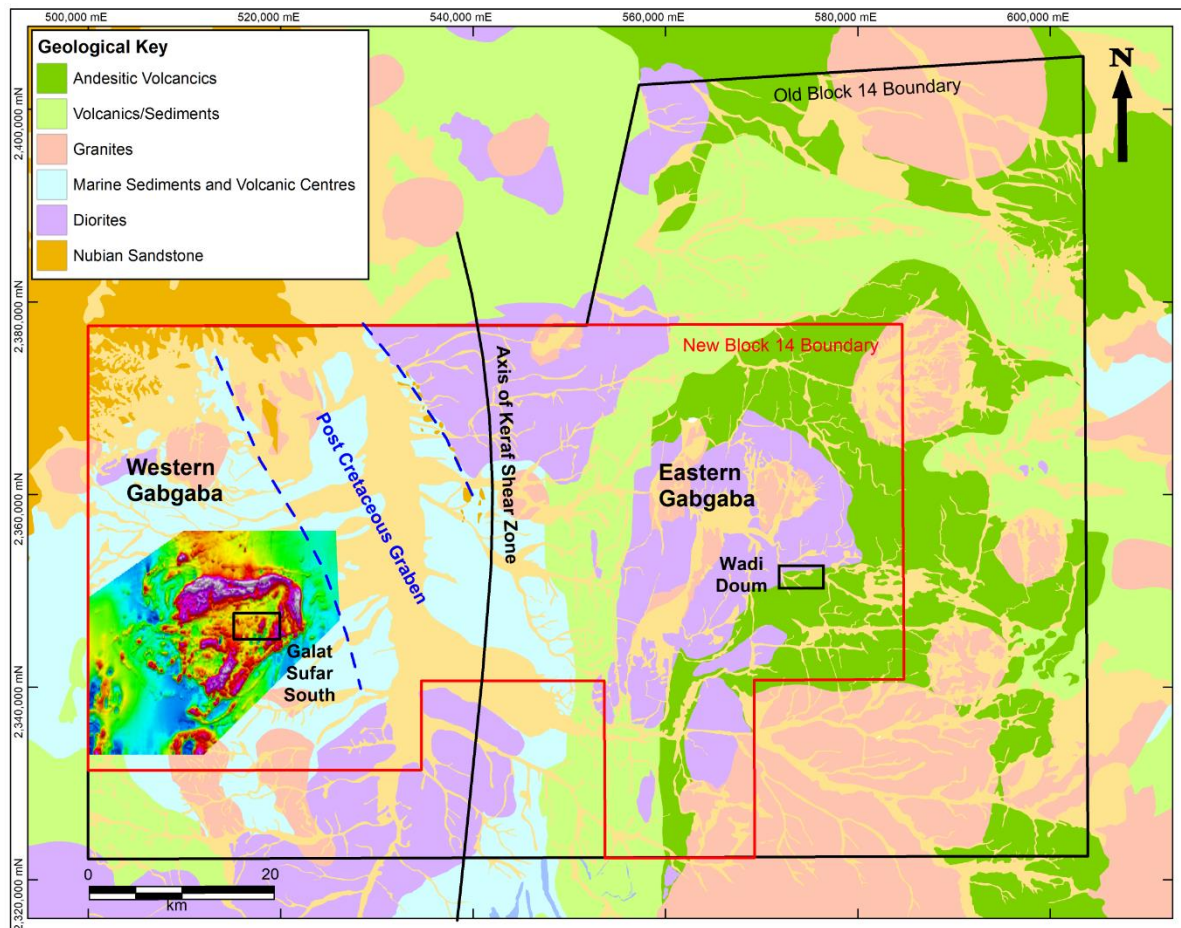 500,000 mE
520,000 mE
540,000 mE
560,000 mE
580,000 mE
600,000 mE
Geological Key
Andesitic Volcancics
Volcanics/Sediments
Granites
Marine Sediments and Volcanic Centres
Diorites
Nubian Sandstone
N
Old Block 14 Boundary
2,400,000 mN
2,380,000 mN
New Block 14 Boundary
Axis of Keraf Shear Zone
Post Cretaceous Graben
Western
Gabgaba
Eastern
Gabgaba
2,360,000 mN
Wadi
Doum
Galat
Sufar
South
2,340,000 mN
2,320,000 mN
0
20
km